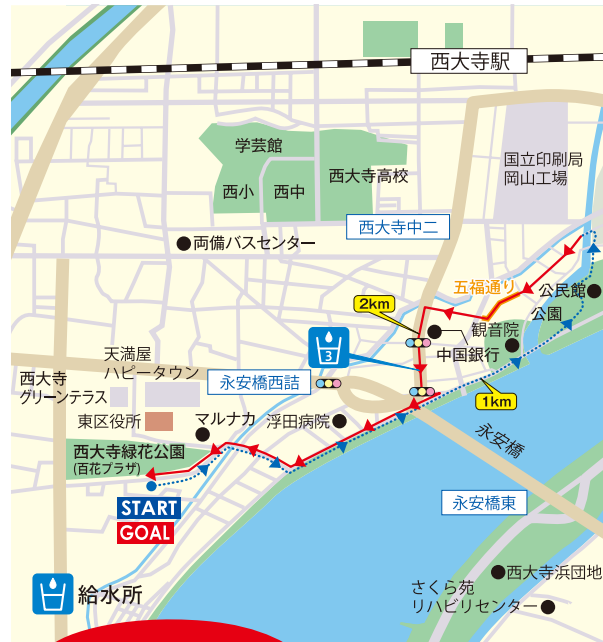 西大寺駅
学芸館
西小
西中
西大寺高校
国立印刷局
岡山工場
西大寺中二
両備バスセンター
五福通り
公民館
公園
2km
観音院
中国銀行
3
天満屋
ハピータウン
永安橋西詰
西大寺
グリーンテラス
1km
東区役所
マルナカ
浮田病院
永安橋
西大寺緑花公園
(百花プラザ)
START
GOAL
永安橋東
給水所
西大寺浜団地
さくら苑
リハビリセンター